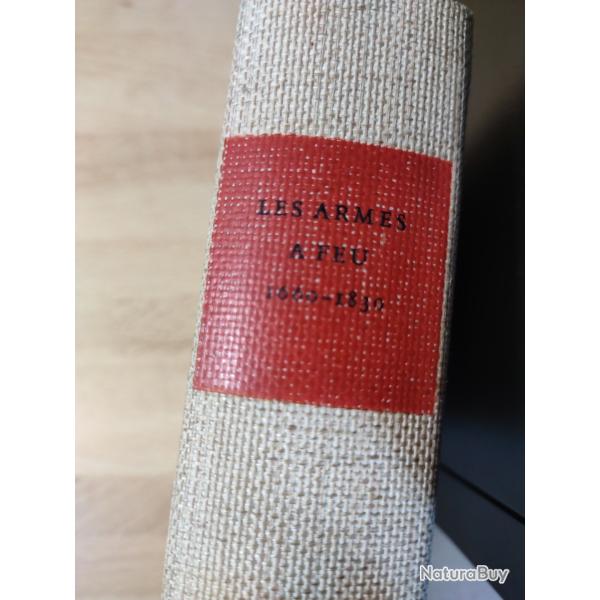 LES ARMES
A FEU
1660-1830
NaturaBuy